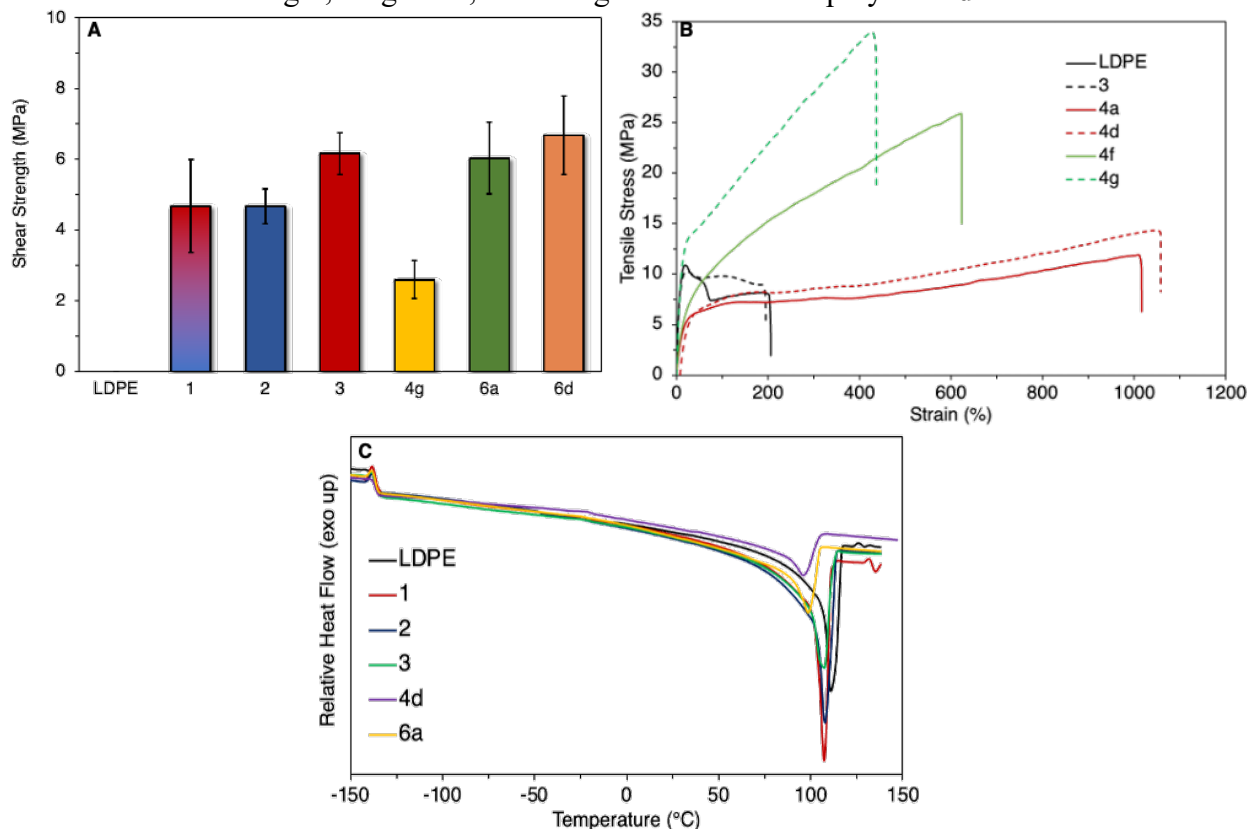 10
8
6
4
2
0
Shear Strength (MPa)
A
LDPE 1 2 3 4g 6a 6d
35
30
25
20
15
10
5
0
Tensile Stress (MPa)
B
LDPE
3
4a
4d
4f
4g
0 200 400 600 800 1000 1200
Strain (%)
C
Relative Heat Flow (exo up)
LDPE
1
2
3
4d
6a
-150 -100 -50 0 50 100 150
Temperature (°C)